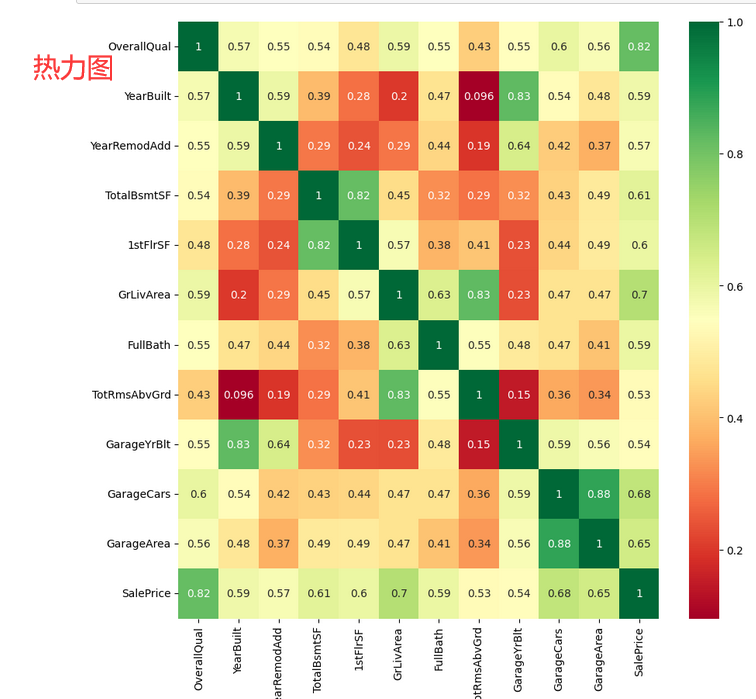 热力图
OverallQual 1 0.57 0.55 0.54 0.48 0.59 0.55 0.43 0.55 0.6 0.56 0.82
YearBuilt 0.57 1 0.59 0.39 0.28 0.2 0.47 0.096 0.83 0.54 0.48 0.59
YearRemodAdd 0.55 0.59 1 0.29 0.24 0.29 0.44 0.19 0.64 0.42 0.37 0.57
TotalBsmtSF 0.54 0.39 0.29 1 0.82 0.45 0.32 0.29 0.32 0.43 0.49 0.61
1stFlrSF 0.48 0.28 0.24 0.82 1 0.57 0.38 0.41 0.23 0.44 0.49 0.6
GrLivArea 0.59 0.2 0.29 0.45 0.57 1 0.63 0.83 0.23 0.47 0.47 0.7
FullBath 0.55 0.47 0.44 0.32 0.38 0.63 1 0.55 0.48 0.47 0.41 0.59
TotRmsAbvGrd 0.43 0.096 0.19 0.29 0.41 0.83 0.55 1 0.15 0.36 0.34 0.53
GarageYrBlt 0.55 0.83 0.64 0.32 0.23 0.23 0.48 0.15 1 0.59 0.56 0.54
GarageCars 0.6 0.54 0.42 0.43 0.44 0.47 0.47 0.36 0.59 1 0.88 0.68
GarageArea 0.56 0.48 0.37 0.49 0.49 0.47 0.41 0.34 0.56 0.88 1 0.65
SalePrice 0.82 0.59 0.57 0.61 0.6 0.7 0.59 0.53 0.54 0.68 0.65 1
OverallQual
YearBuilt
earRemodAdd
TotalBsmtSF
1stFlrSF
GrLivArea
FullBath
otRmsAbvGrd
GarageYrBlt
GarageCars
GarageArea
SalePrice
1.0
0.8
0.6
0.4
0.2